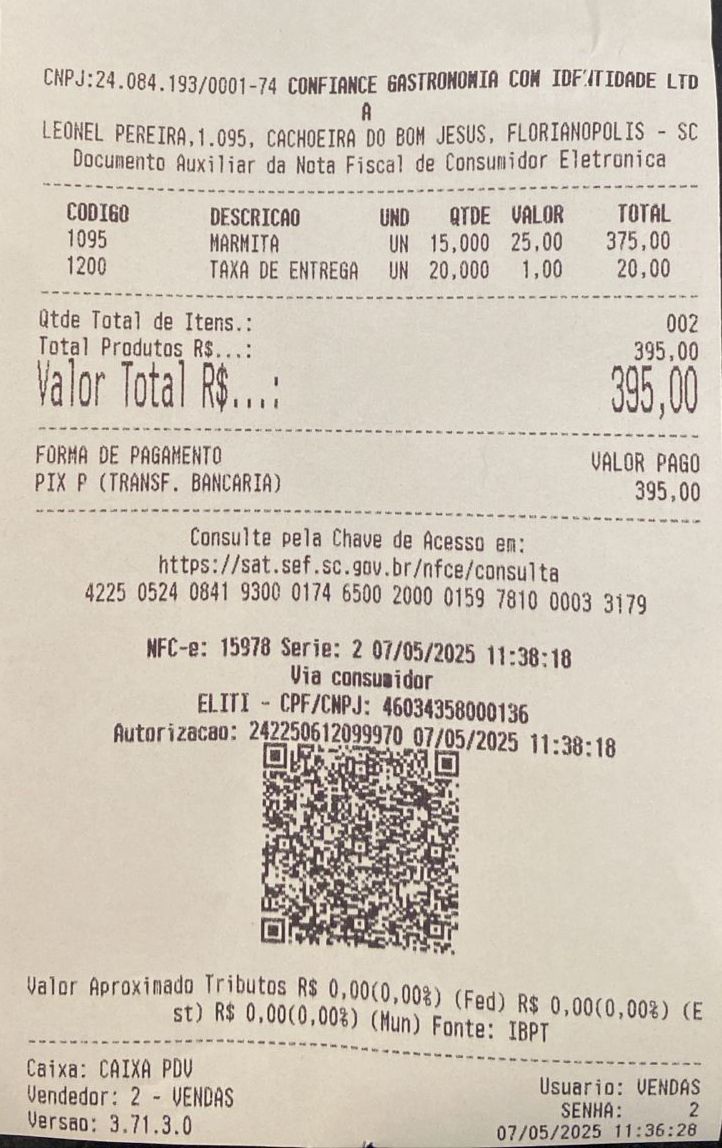 CNPJ:24.084.193/0001-74 CONFIANCE GASTRONOMIA COM IDENTIDADE LTD
A
LEONEL PEREIRA,1.095, CACHOEIRA DO BOM JESUS, FLORIANOPOLIS - SC
Documento Auxiliar da Nota Fiscal de Consumidor Eletronica
CODIGO DESCRICAO UND QTDE VALOR TOTAL
1095 MARMITA UN 15,000 25,00 375,00
1200 TAXA DE ENTREGA UN 20,000 1,00 20,00
Qtde Total de Itens.: 002
Total Produtos R$...: 395,00
Valor Total R$...: 395,00
FORMA DE PAGAMENTO VALOR PAGO
PIX P (TRANSF. BANCARIA) 395,00
Consulte pela Chave de Acesso em:
https://sat.sef.sc.gov.br/nfce/consulta
4225 0524 0841 9300 0174 6500 2000 0159 7810 0003 3179
NFC-e: 15978 Serie: 2 07/05/2025 11:38:18
Via consumidor
ELITI - CPF/CNPJ: 46034358000136
Autorizacao: 242250612099970 07/05/2025 11:38:18
Valor Aproximado Tributos R$ 0,00(0,00%) (Fed) R$ 0,00(0,00%) (E
st) R$ 0,00(0,00%) (Mun) Fonte: IBPT
Caixa: CAIXA PDV
Vendedor: 2 - VENDAS Usuario: VENDAS
Versao: 3.71.3.0 SENHA: 2
07/05/2025 11:36:28